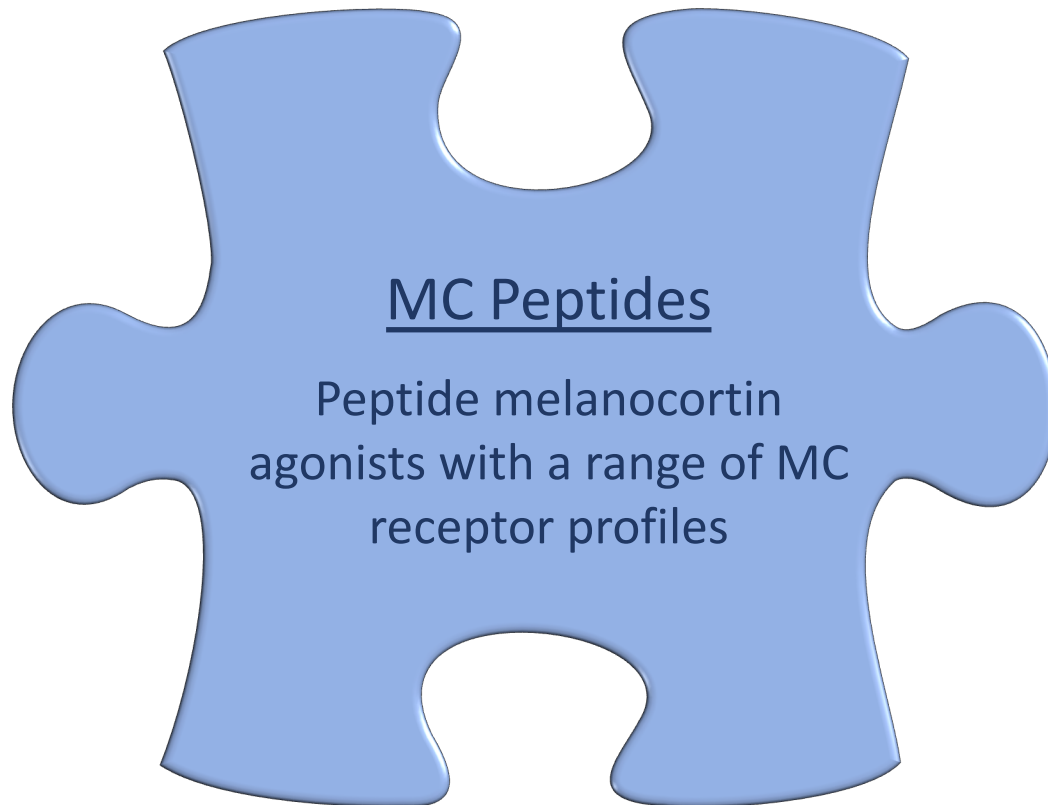 MC Peptides
Peptide melanocortin
agonists with a range of MC
receptor profiles